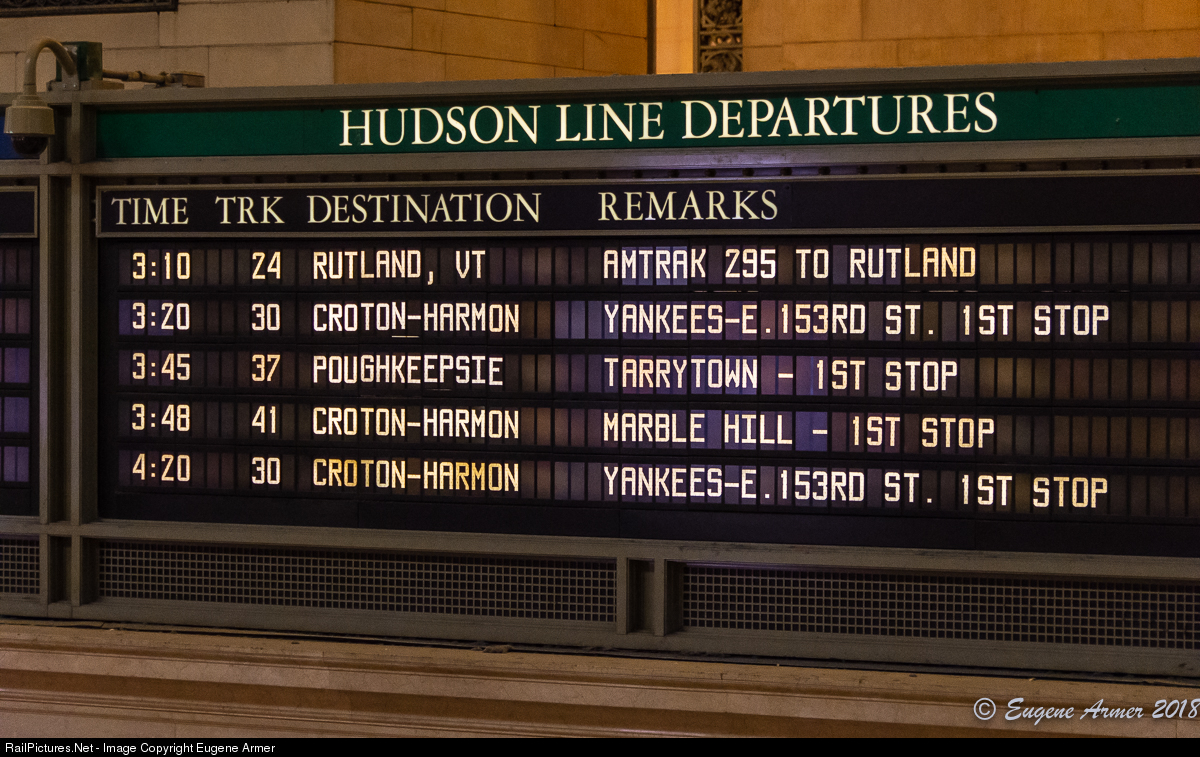 HUDSON LINE DEPARTURES
TIME TRK DESTINATION REMARKS
3:10 24 RUTLAND, VT AMTRAK 295 TO RUTLAND
3:20 30 CROTON-HARMON YANKEES-E.153RD ST. 1ST STOP
3:45 37 POUGHKEEPSIE TARRYTOWN - 1ST STOP
3:48 41 CROTON-HARMON MARBLE HILL - 1ST STOP
4:20 30 CROTON-HARMON YANKEES-E.153RD ST. 1ST STOP
© Eugene Armer 2018
RailPictures.Net - Image Copyright Eugene Armer